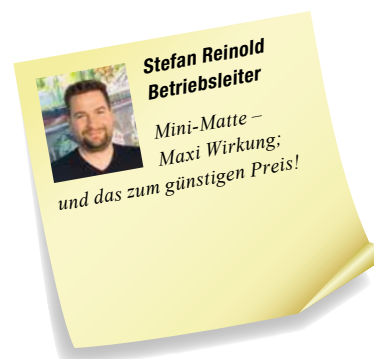 Stefan Reinold
Betriebsleiter
Mini-Matte –
Maxi Wirkung;
und das zum günstigen Preis!